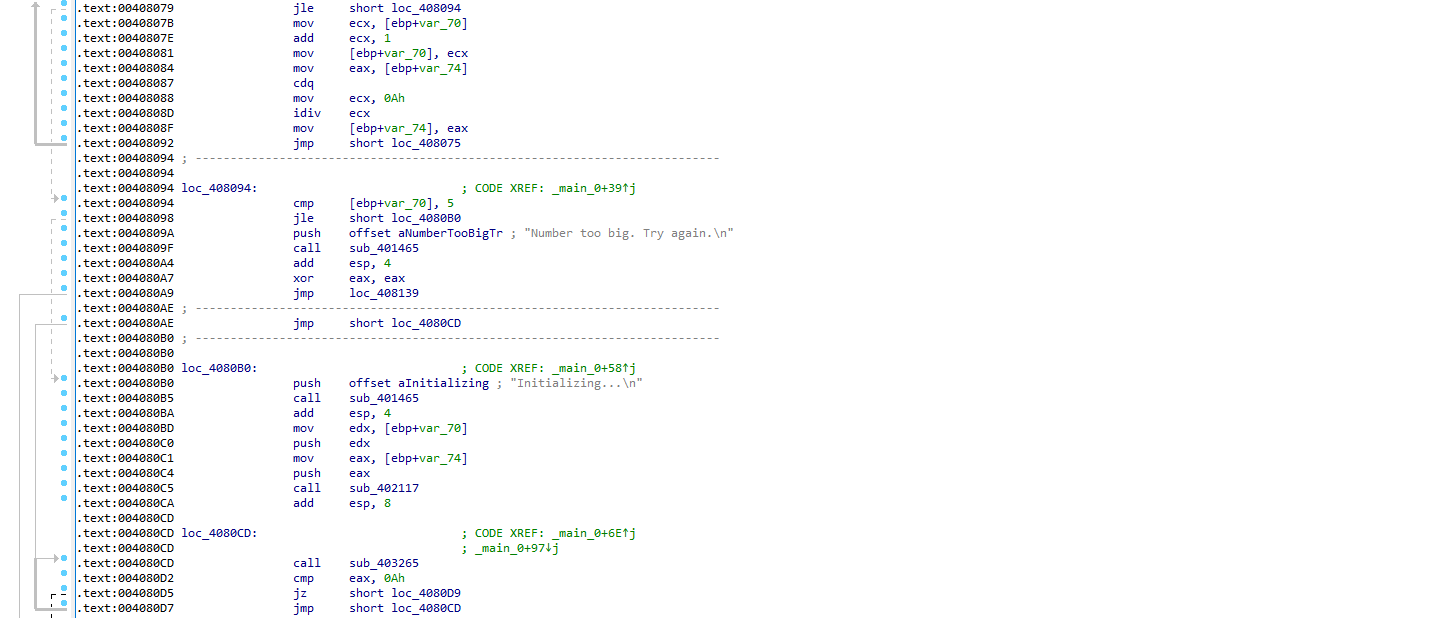 .text:00408079 jle short loc_408094
.text:0040807B mov ecx, [ebp+var_70]
.text:0040807E add ecx, 1
.text:00408081 mov [ebp+var_70], ecx
.text:00408084 mov eax, [ebp+var_74]
.text:00408087 cdq
.text:00408088 mov ecx, 0Ah
.text:0040808D idiv ecx
.text:0040808F mov [ebp+var_74], eax
.text:00408092 jmp short loc_408075
.text:00408094 ; ---------------------------------------------------------------------------
.text:00408094
.text:00408094 loc_408094: ; CODE XREF: _main_0+39↑j
.text:00408094 cmp [ebp+var_70], 5
.text:00408098 jle short loc_4080B0
.text:0040809A push offset aNumberTooBigTr ; "Number too big. Try again.\n"
.text:0040809F call sub_401465
.text:004080A4 add esp, 4
.text:004080A7 xor eax, eax
.text:004080A9 jmp loc_408139
.text:004080AE ; ---------------------------------------------------------------------------
.text:004080AE jmp short loc_4080CD
.text:004080B0 ; ---------------------------------------------------------------------------
.text:004080B0
.text:004080B0 loc_4080B0: ; CODE XREF: _main_0+58↑j
.text:004080B0 push offset aInitializing ; "Initializing...\n"
.text:004080B5 call sub_401465
.text:004080BA add esp, 4
.text:004080BD mov edx, [ebp+var_70]
.text:004080C0 push edx
.text:004080C1 mov eax, [ebp+var_74]
.text:004080C4 push eax
.text:004080C5 call sub_402117
.text:004080CA add esp, 8
.text:004080CD
.text:004080CD loc_4080CD: ; CODE XREF: _main_0+6E↑j
.text:004080CD ; _main_0+97↓j
.text:004080CD call sub_403265
.text:004080D2 cmp eax, 0Ah
.text:004080D5 jz short loc_4080D9
.text:004080D7 jmp short loc_4080CD